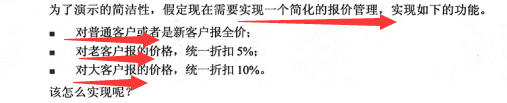 为了演示的简洁性，假定现在需要实现一个简化的报价管理，实现如下的功能。
■ 对普通客户或者是新客户报全价；
■ 对老客户报的价格，统一折扣 5%；
■ 对大客户报的价格，统一折扣 10%。
该怎么实现呢？